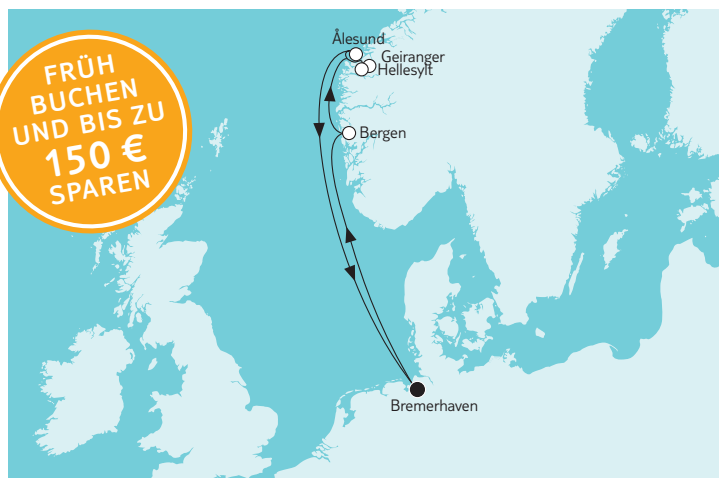 FRÜH
BUCHEN
UND BIS ZU
150 €
SPAREN
Ålesund
Geiranger
Hellesylt
Bergen
Bremerhaven